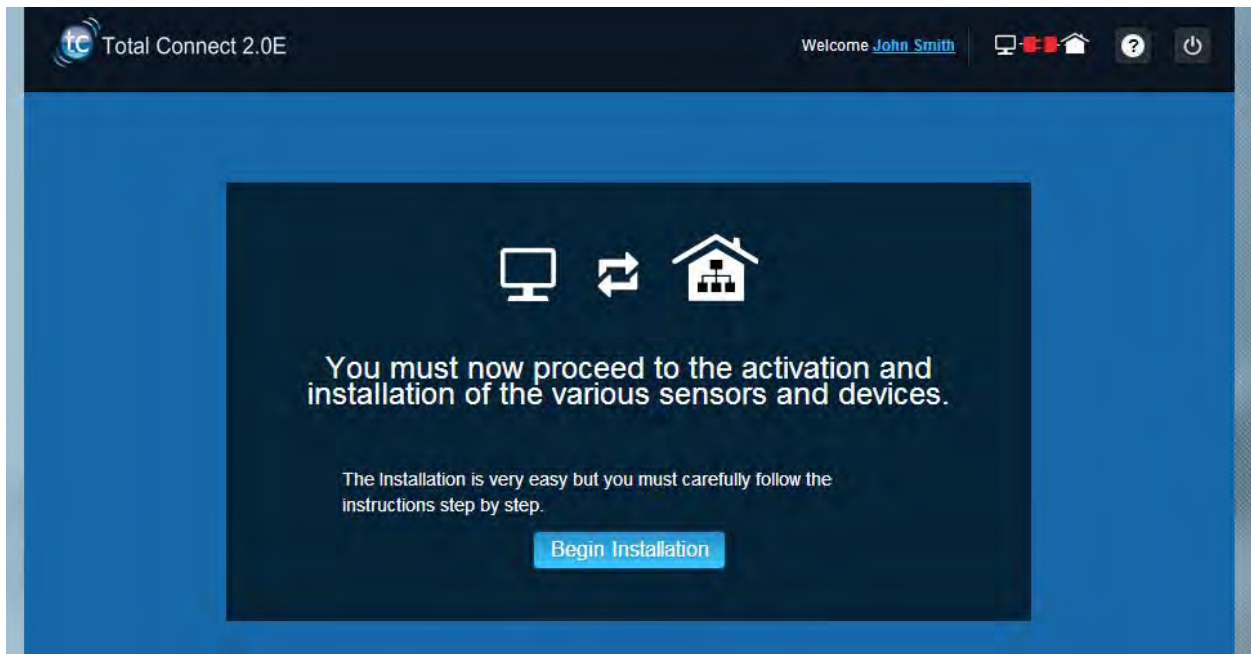 tc Total Connect 2.0E
Welcome John Smith
?
You must now proceed to the activation and
installation of the various sensors and devices.
The Installation is very easy but you must carefully follow the
instructions step by step.
Begin Installation